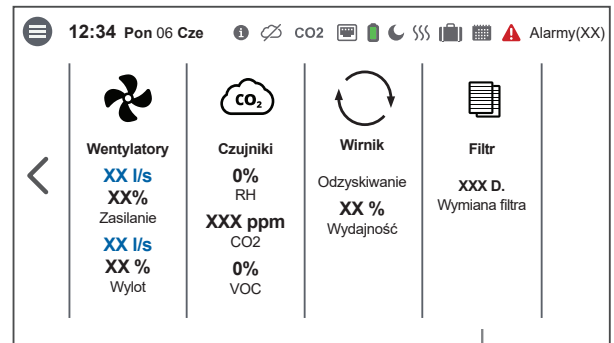 12:34 Pon 06 Cze CO2 Alarmy(XX)
Wentylatory
XX l/s
XX%
Zasilanie
XX l/s
XX %
Wylot
CO₂
Czujniki
0%
RH
XXX ppm
CO2
0%
VOC
Wirnik
Odzyskiwanie
XX %
Wydajność
Filtr
XXX D.
Wymiana filtra